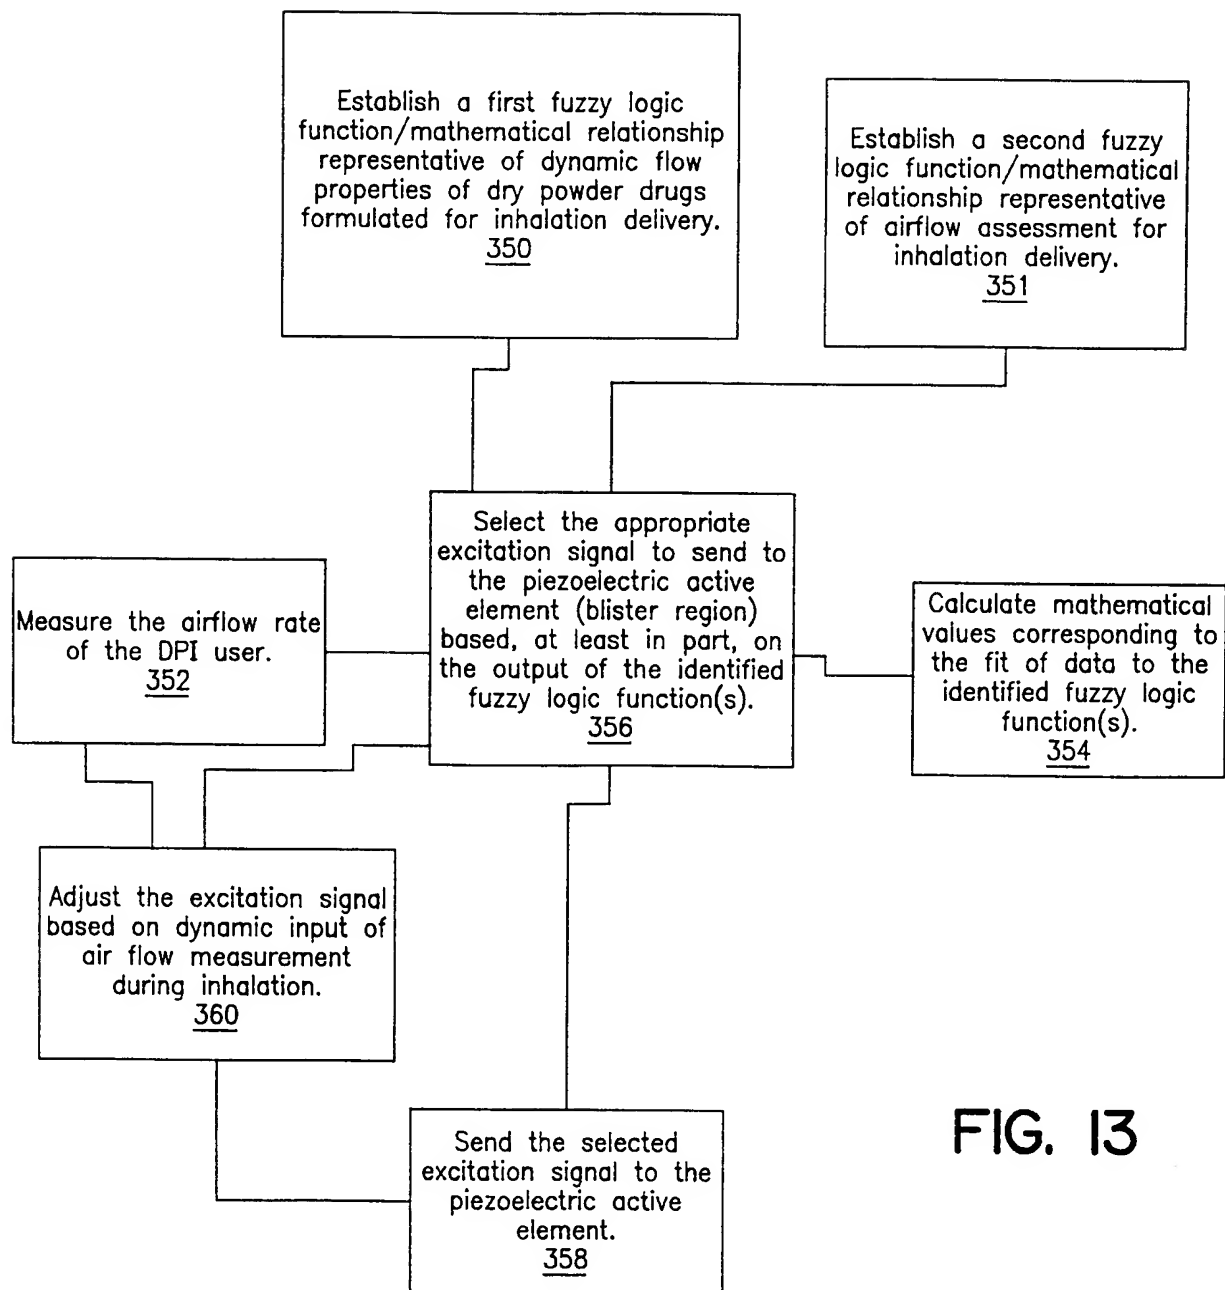 Establish a first fuzzy logic
function/mathematical relationship
representative of dynamic flow
properties of dry powder drugs
formulated for inhalation delivery.
350
Establish a second fuzzy
logic function/mathematical
relationship representative
of airflow assessment for
inhalation delivery.
351
Select the appropriate
excitation signal to send to
the piezoelectric active
element (blister region)
based, at least in part, on
the output of the identified
fuzzy logic function(s).
356
Measure the airflow rate
of the DPI user.
352
Calculate mathematical
values corresponding to
the fit of data to the
identified fuzzy logic
function(s).
354
Adjust the excitation signal
based on dynamic input of
air flow measurement
during inhalation.
360
Send the selected
excitation signal to the
piezoelectric active
element.
358
FIG. 13